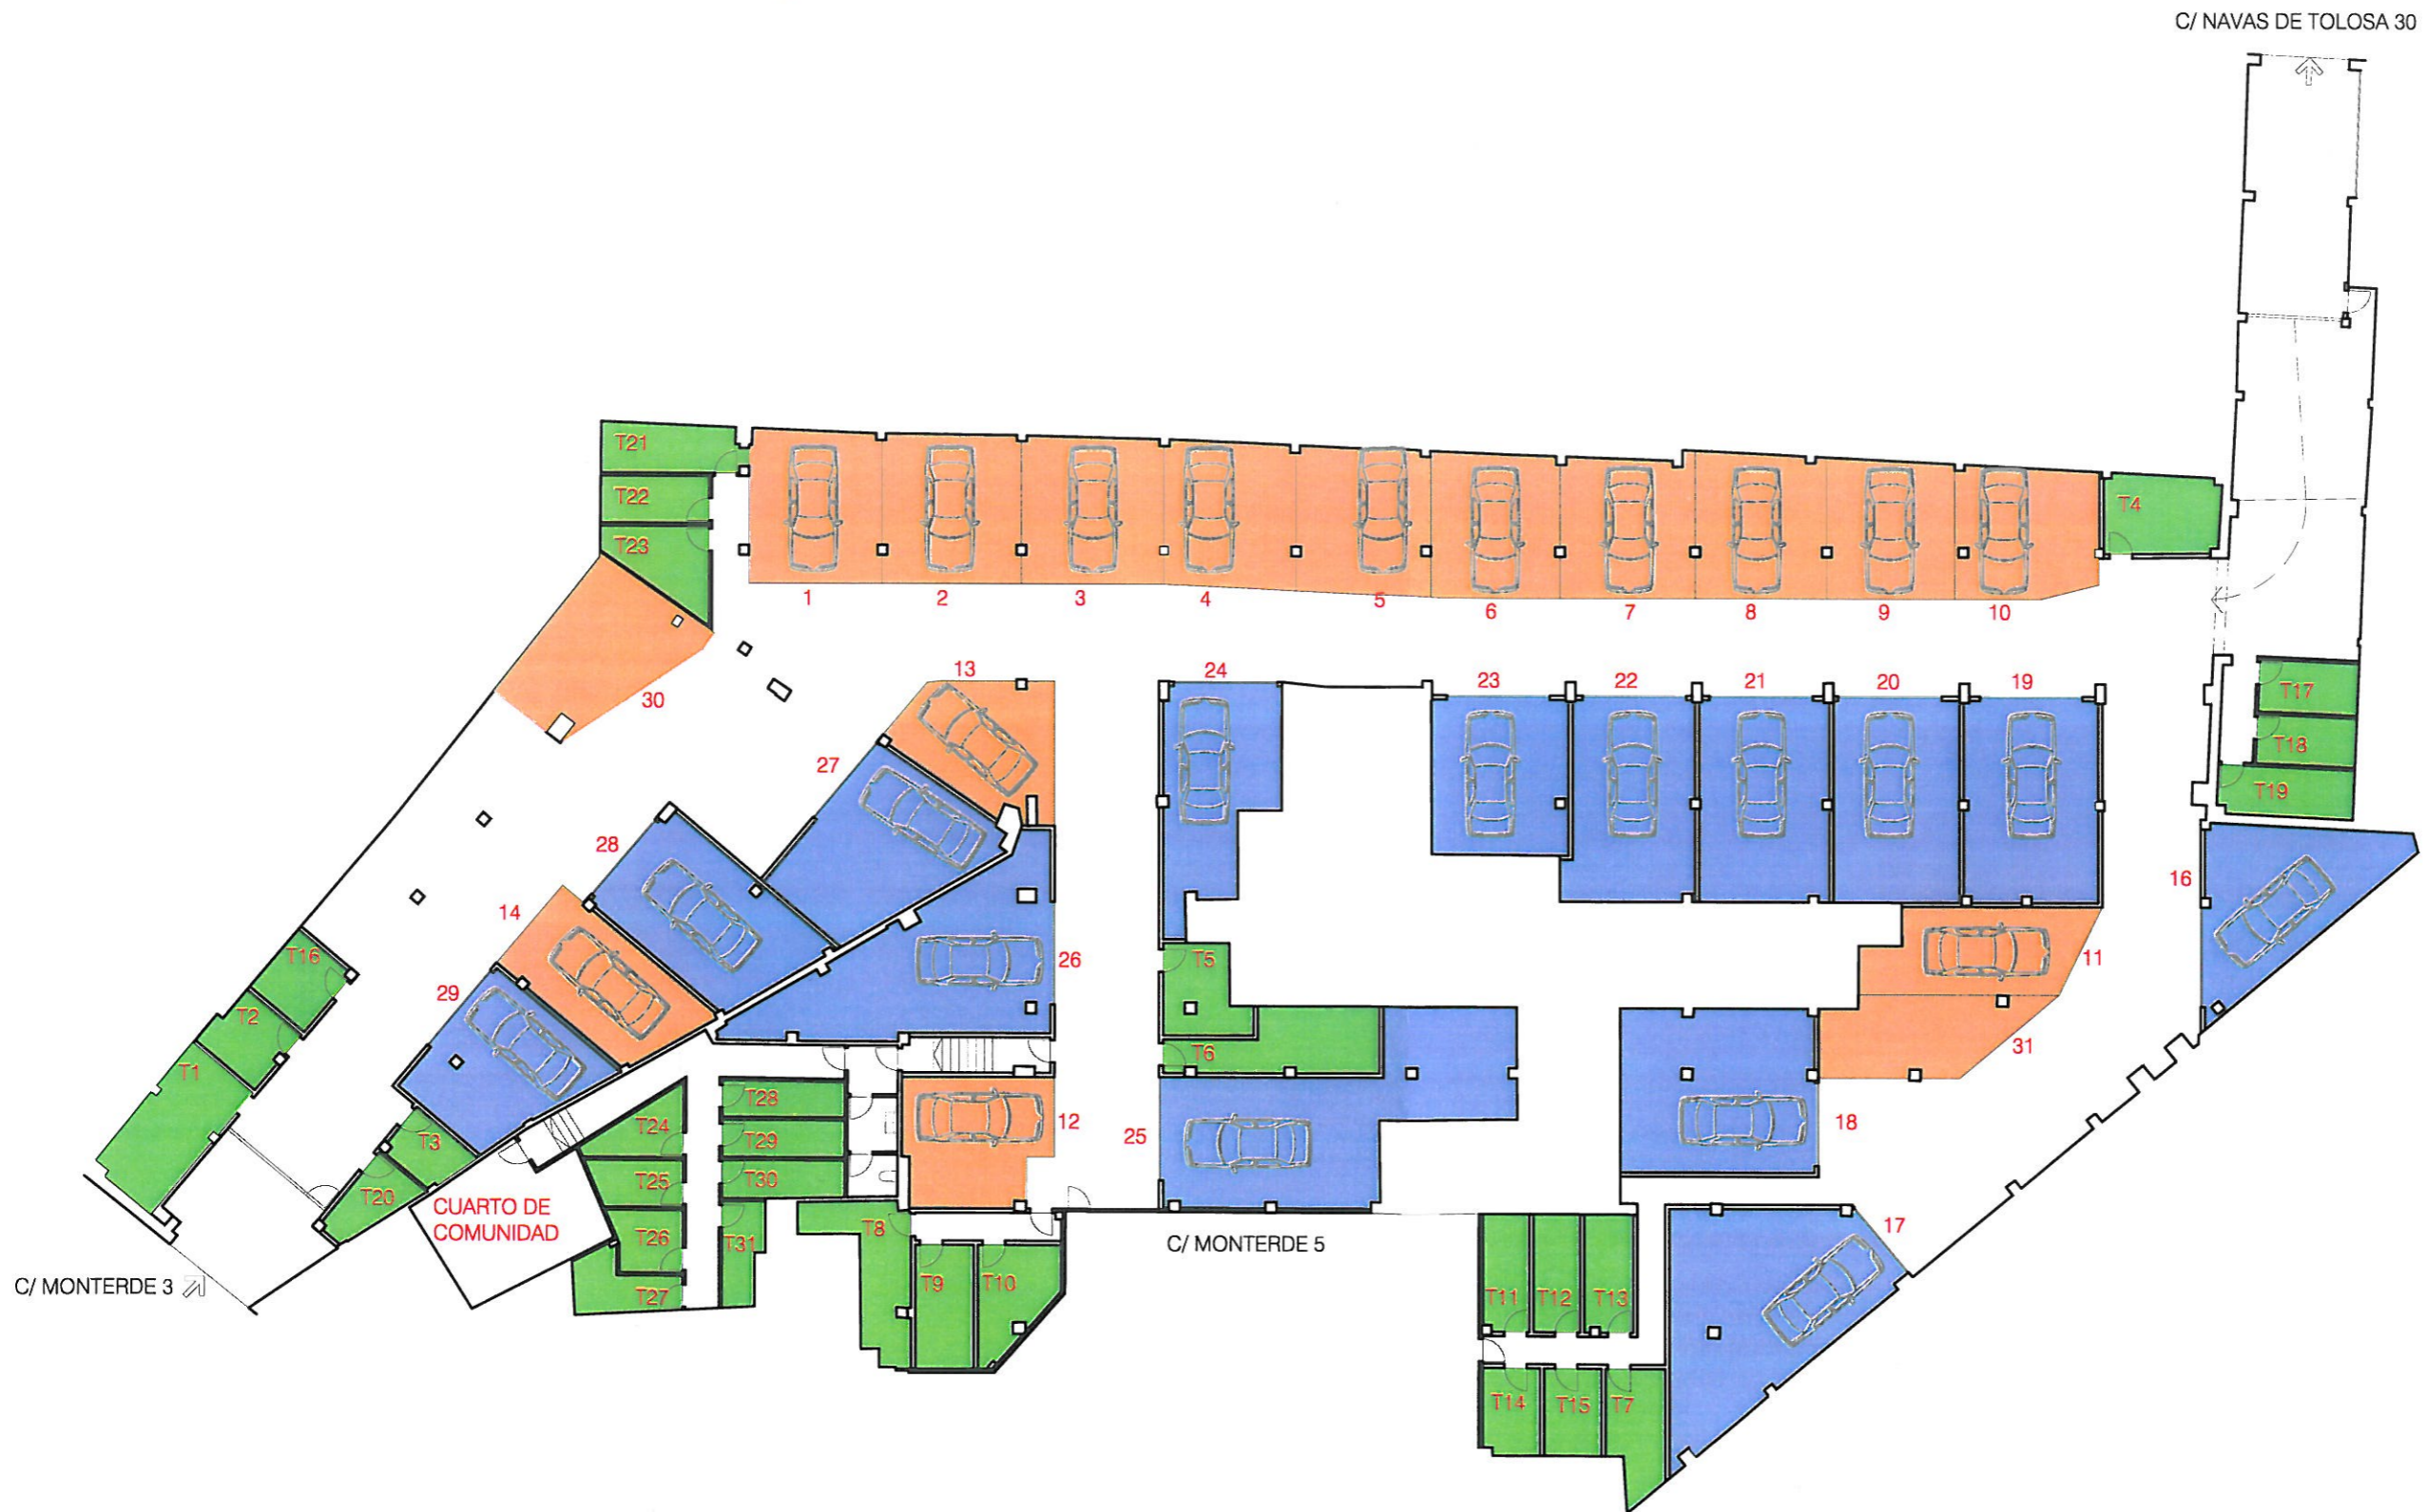 C/ NAVAS DE TOLOSA 30
T21
T22
T23
T4
1
2
3
4
5
6
7
8
9
10
30
13
24
23
22
21
20
19
T17
T18
T19
27
28
14
29
26
16
11
31
T16
T2
T1
T3
T20
T5
T6
T24
T25
T26
T27
T28
T29
T30
T31
12
25
18
17
CUARTO DE
COMUNIDAD
T8
T9
T10
C/ MONTERDE 5
C/ MONTERDE 3
T11
T12
T13
T14
T15
T7